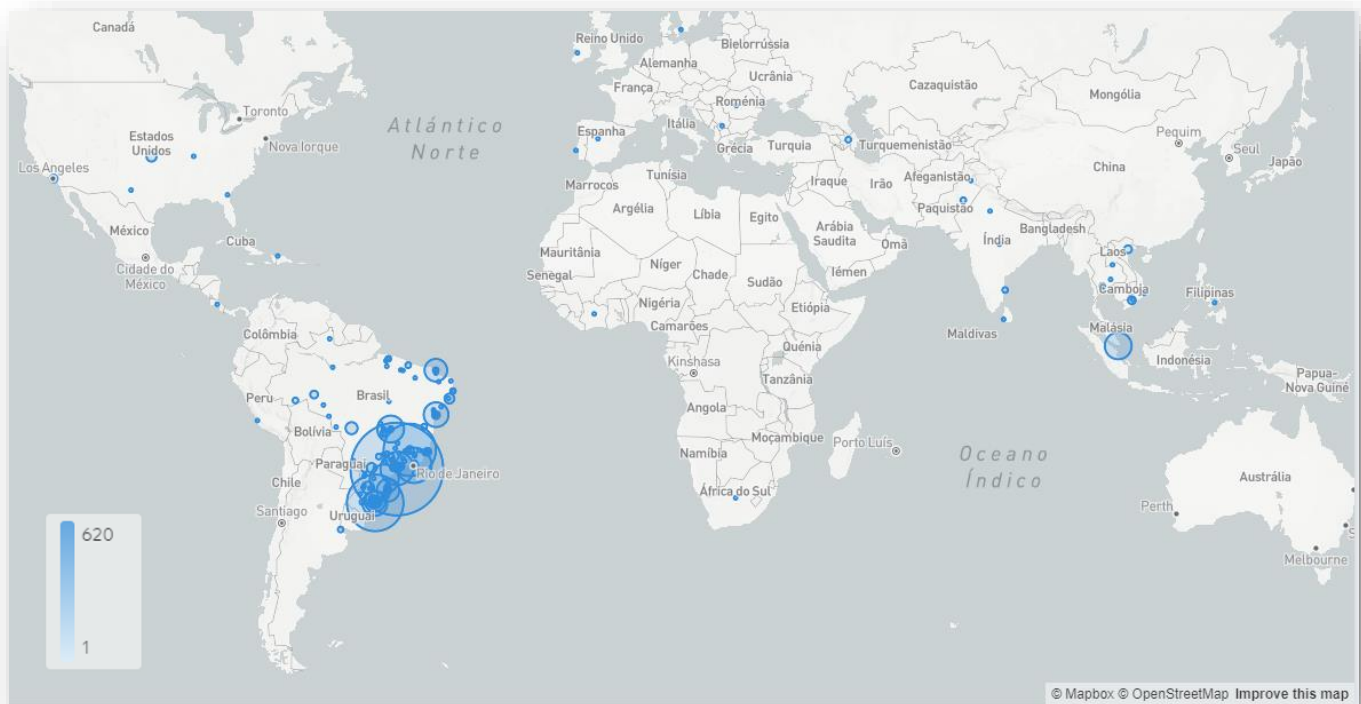 Canadá
Reino Unido
Bielorrússia
Alemanha
Ucrânia
Cazaquistão
França
Mongólia
Roménia
Toronto
Atlántico
Norte
Itália
Espanha
Estados
Unidos
Nova Iorque
Grécia
Turquia
Turquemenistão
Pequim
Seul
Japão
China
Los Angeles
Tunísia
Marrocos
Iraque
Irão
Afeganistão
Argélia
Líbia
Egito
Paquistão
México
Cuba
Arábia
Saudita
Omã
Índia
Bangladesh
Mauritânia
Laos
Cidade do
México
Níger
Chade
Sudão
Iémen
Senegal
Camboja
Filipinas
Nigéria
Etiópia
Camarões
Colômbia
Maldivas
Malásia
Quénia
Kinshasa
Indonésia
Tanzânia
Papua-
Nova Guiné
Peru
Brasil
Angola
Bolívia
Moçambique
Porto Luís
Namíbia
Oceano
Índico
Paraguai
Rio de Janeiro
Chile
África do Sul
Austrália
Santiago
Uruguai
Perth
S
Melbourne
620
1
© Mapbox © OpenStreetMap Improve this map